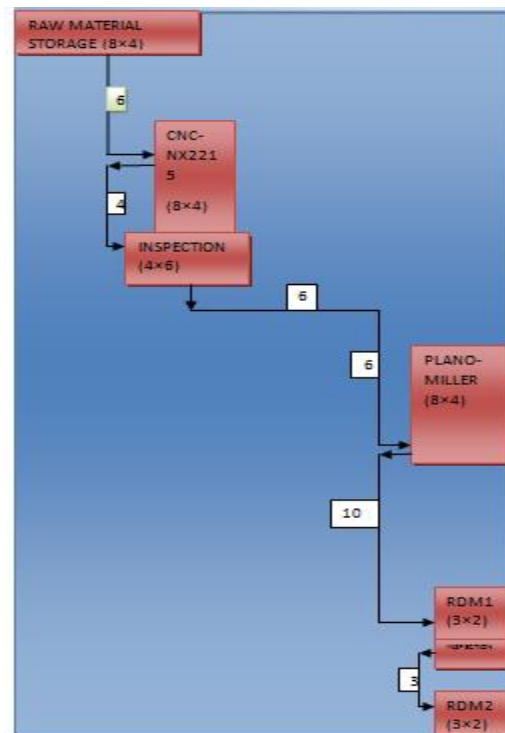 RAW MATERIAL
STORAGE (8×4)
6
CNC-
NX221
5
(8×4)
4
INSPECTION
(4×6)
6
6
PLANO-
MILLER
(8×4)
10
RDM1
(3×2)
3
RDM2
(3×2)